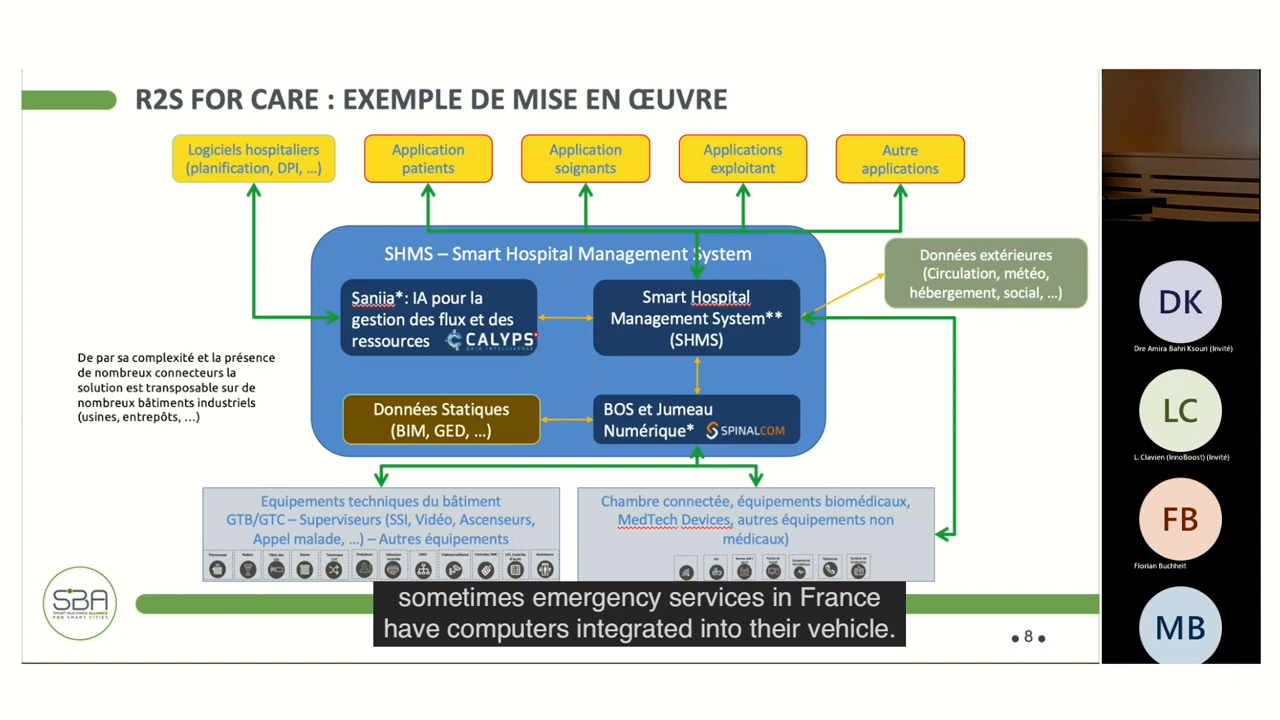 R2S FOR CARE : EXEMPLE DE MISE EN ŒUVRE
Logiciels hospitaliers
(planification, DPI, ...)
Application
patients
Application
soignants
Applications
exploitant
Autre
applications
SHMS – Smart Hospital Management System
Données extérieures
(Circulation, météo,
hébergement, social, ...)
Saniia*: IA pour la
gestion des flux et des
ressources
CALYPS
Smart Hospital
Management System**
(SHMS)
De par sa complexité et la présence
de nombreux connecteurs la
solution est transposable sur de
nombreux bâtiments industriels
(usines, entrepôts, ...)
Données Statiques
(BIM, GED, ...)
BOS et Jumeau
Numérique*
SPINALCOM
Equipements techniques du bâtiment
GTB/GTC – Superviseurs (SSI, Vidéo, Ascenseurs,
Appel malade, ...) – Autres équipements
Chambre connectée, équipements biomédicaux,
MedTech Devices, autres équipements non
médicaux)
SBA
SMART BUILDINGS ALLIANCE
FOR SMART CITIES
sometimes emergency services in France
have computers integrated into their vehicle.
8
DK
Dre Amira Bahri Ksouri (Invité)
LC
L. Clavien (InnoBoost) (Invité)
FB
Florian Buchheit
MB